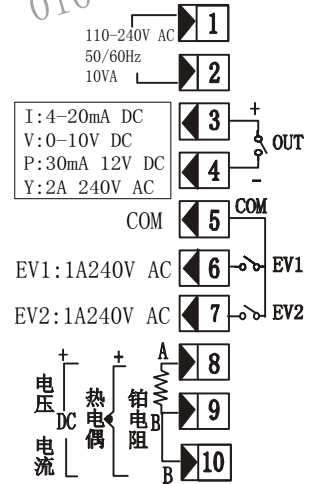 110-240V AC
50/60Hz
10VA
1
2
I:4-20mA DC
V:0-10V DC
P:30mA 12V DC
Y:2A 240V AC
3
4
+
OUT
−
COM
5
COM
EV1:1A240V AC
6
EV1
EV2:1A240V AC
7
EV2
8
9
10
电压
+
DC
电流
热电偶
+
铂电阻
A
B
B